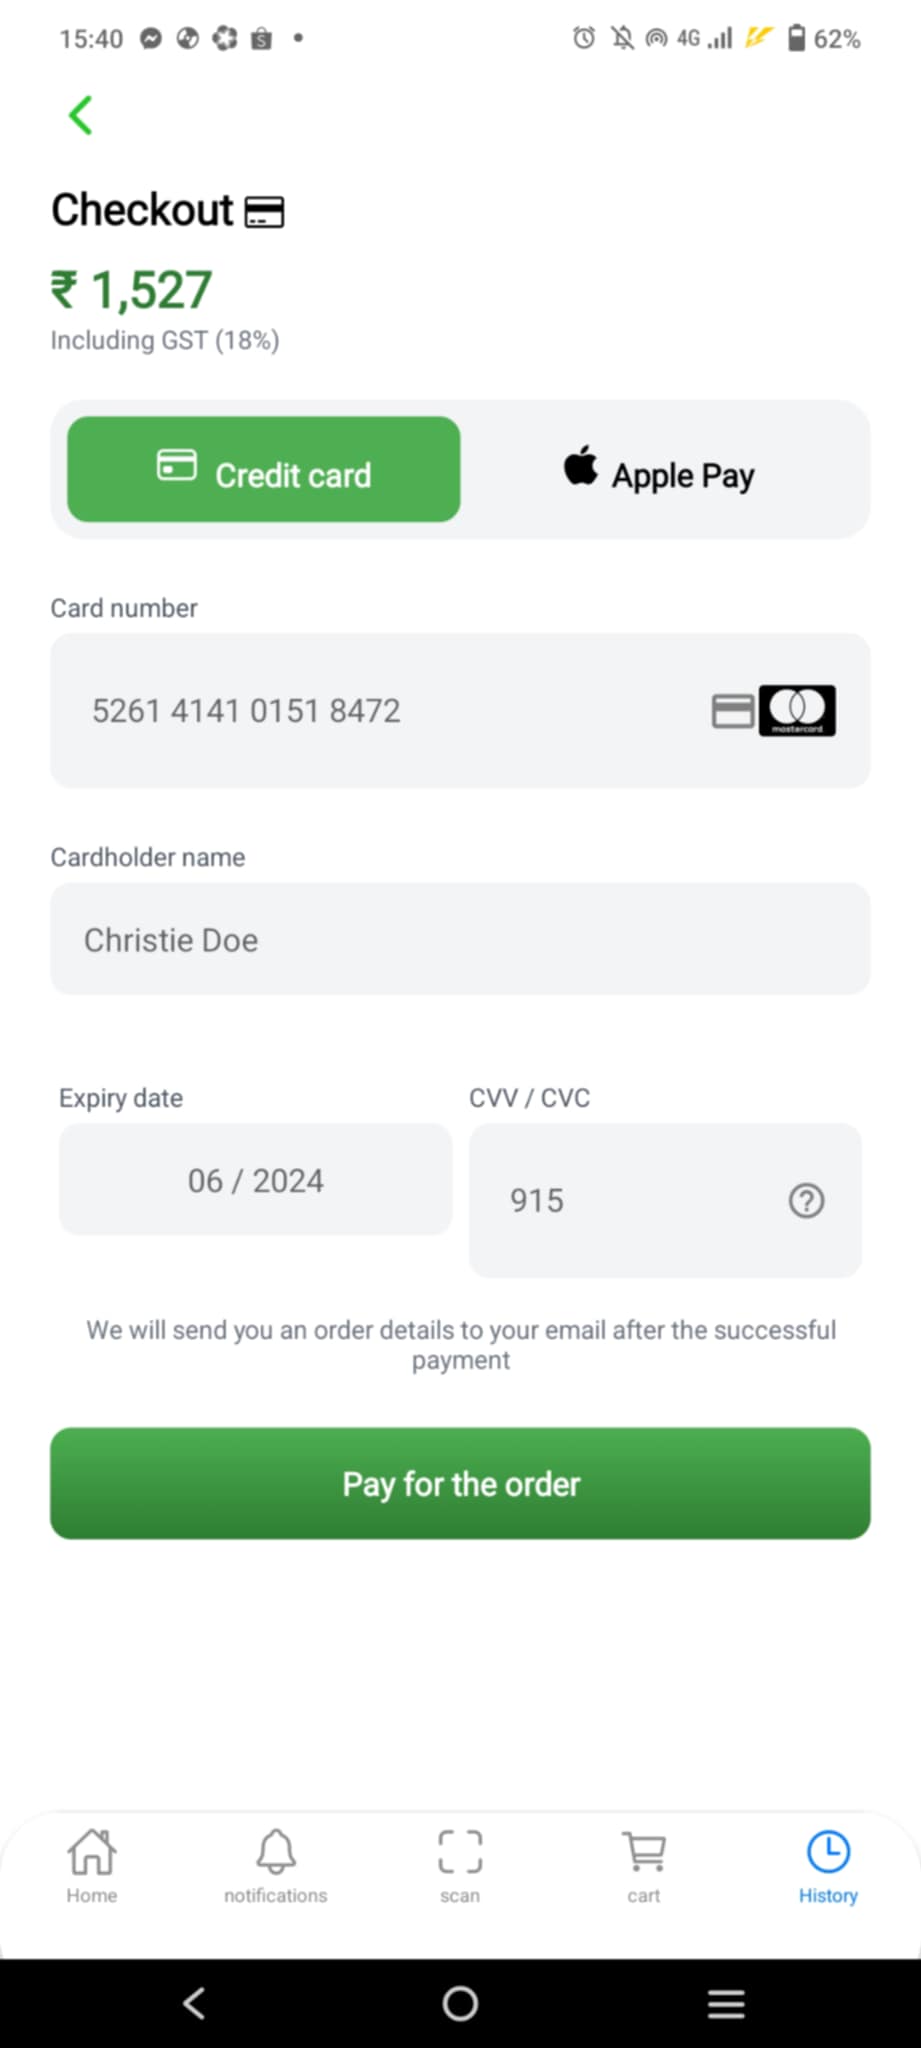 15:40
4G
62%
Checkout
₹ 1,527
Including GST (18%)
Credit card
Apple Pay
Card number
5261 4141 0151 8472
mastercard
Cardholder name
Christie Doe
Expiry date
CVV / CVC
06 / 2024
915
We will send you an order details to your email after the successful
payment
Pay for the order
Home
notifications
scan
cart
History